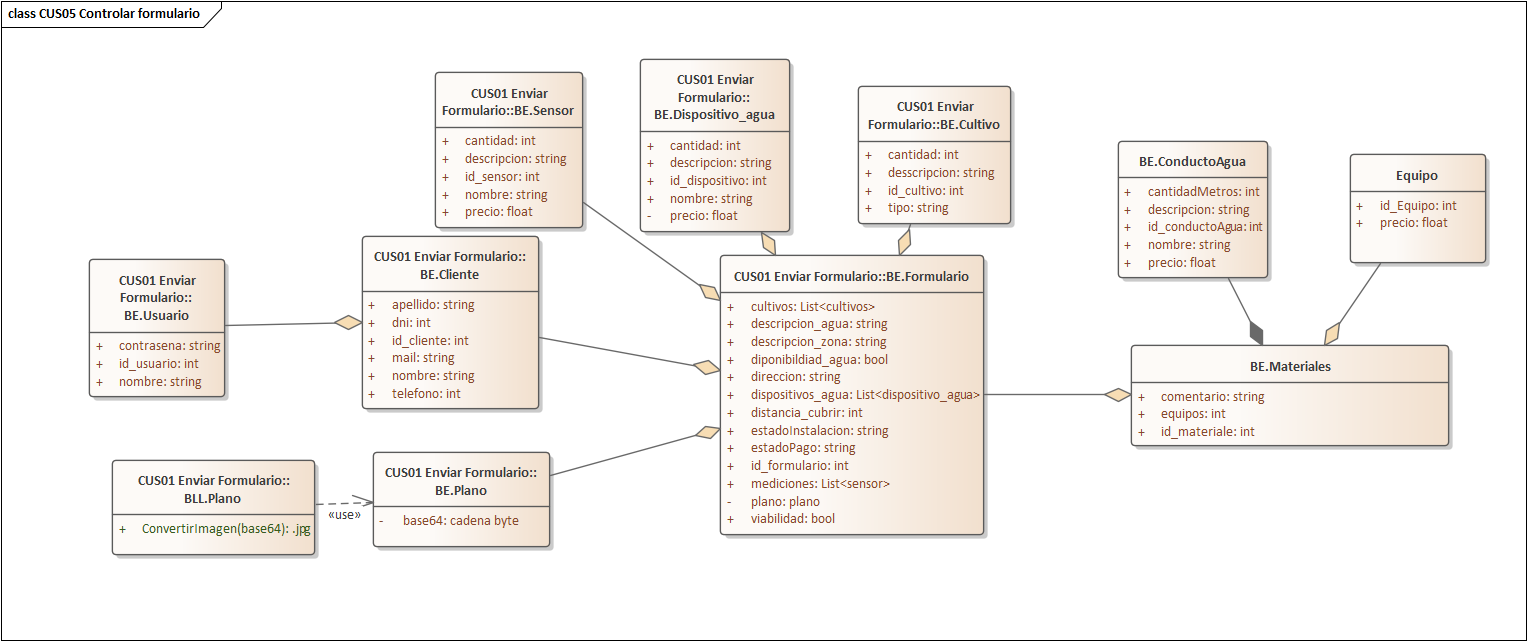 class CUS05 Controlar formulario
CUS01 Enviar
Formulario::BE.Sensor
+ cantidad: int
+ descripcion: string
+ id_sensor: int
+ nombre: string
+ precio: float
CUS01 Enviar
Formulario::
BE.Dispositivo_agua
+ cantidad: int
+ descripcion: string
+ id_dispositivo: int
+ nombre: string
- precio: float
CUS01 Enviar
Formulario::BE.Cultivo
+ cantidad: int
+ desscripcion: string
+ id_cultivo: int
+ tipo: string
BE.ConductoAgua
+ cantidadMetros: int
+ descripcion: string
+ id_conductoAgua: int
+ nombre: string
+ precio: float
Equipo
+ id_Equipo: int
+ precio: float
CUS01 Enviar
Formulario::
BE.Usuario
+ contrasena: string
+ id_usuario: int
+ nombre: string
CUS01 Enviar Formulario::
BE.Cliente
+ apellido: string
+ dni: int
+ id_cliente: int
+ mail: string
+ nombre: string
+ telefono: int
CUS01 Enviar Formulario::BE.Formulario
+ cultivos: List<cultivos>
+ descripcion_agua: string
+ descripcion_zona: string
+ diponibildiad_agua: bool
+ direccion: string
+ dispositivos_agua: List<dispositivo_agua>
+ distancia_cubrir: int
+ estadoInstalacion: string
+ estadoPago: string
+ id_formulario: int
+ mediciones: List<sensor>
- plano: plano
+ viabilidad: bool
BE.Materiales
+ comentario: string
+ equipos: int
+ id_materiale: int
CUS01 Enviar Formulario::
BLL.Plano
+ ConvertirImagen(base64): .jpg
«use»
CUS01 Enviar Formulario::
BE.Plano
- base64: cadena byte